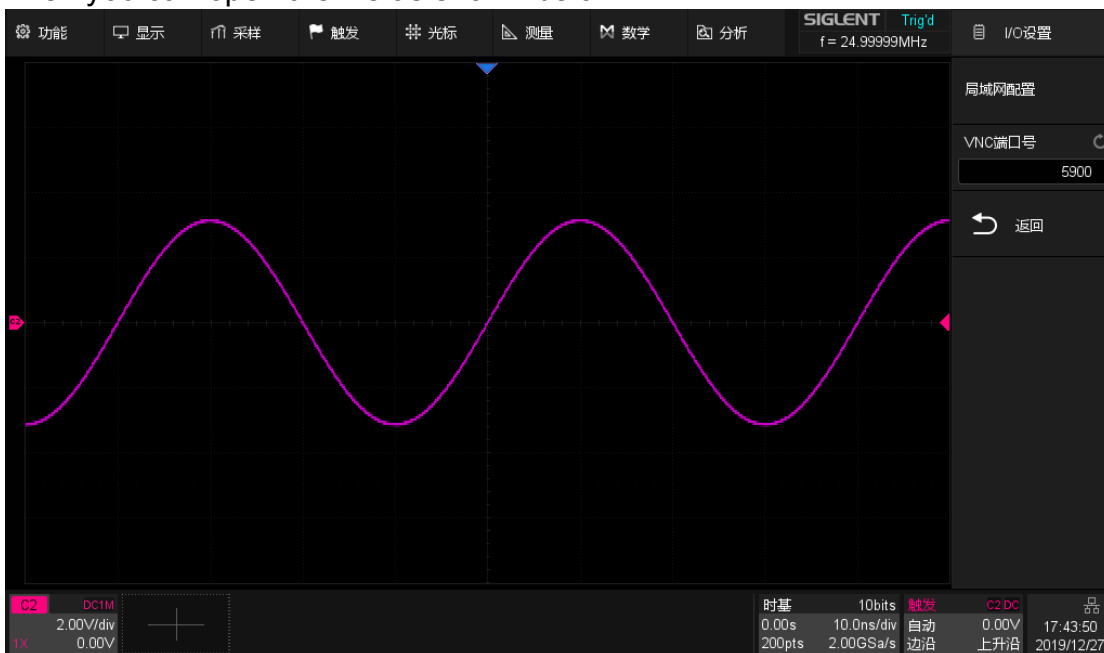 功能 显示 采样 触发 光标 测量 数学 分析 SIGLENT Trig'd
f = 24.99999MHz
I/O设置
局域网配置
VNC端口号
5900
返回
C2
C2 DC1M
2.00V/div
1X 0.00V
时基 10bits
0.00s 10.0ns/div
200pts 2.00GSa/s
触发 C2 DC
自动 0.00V
边沿 上升沿
17:43:50
2019/12/27